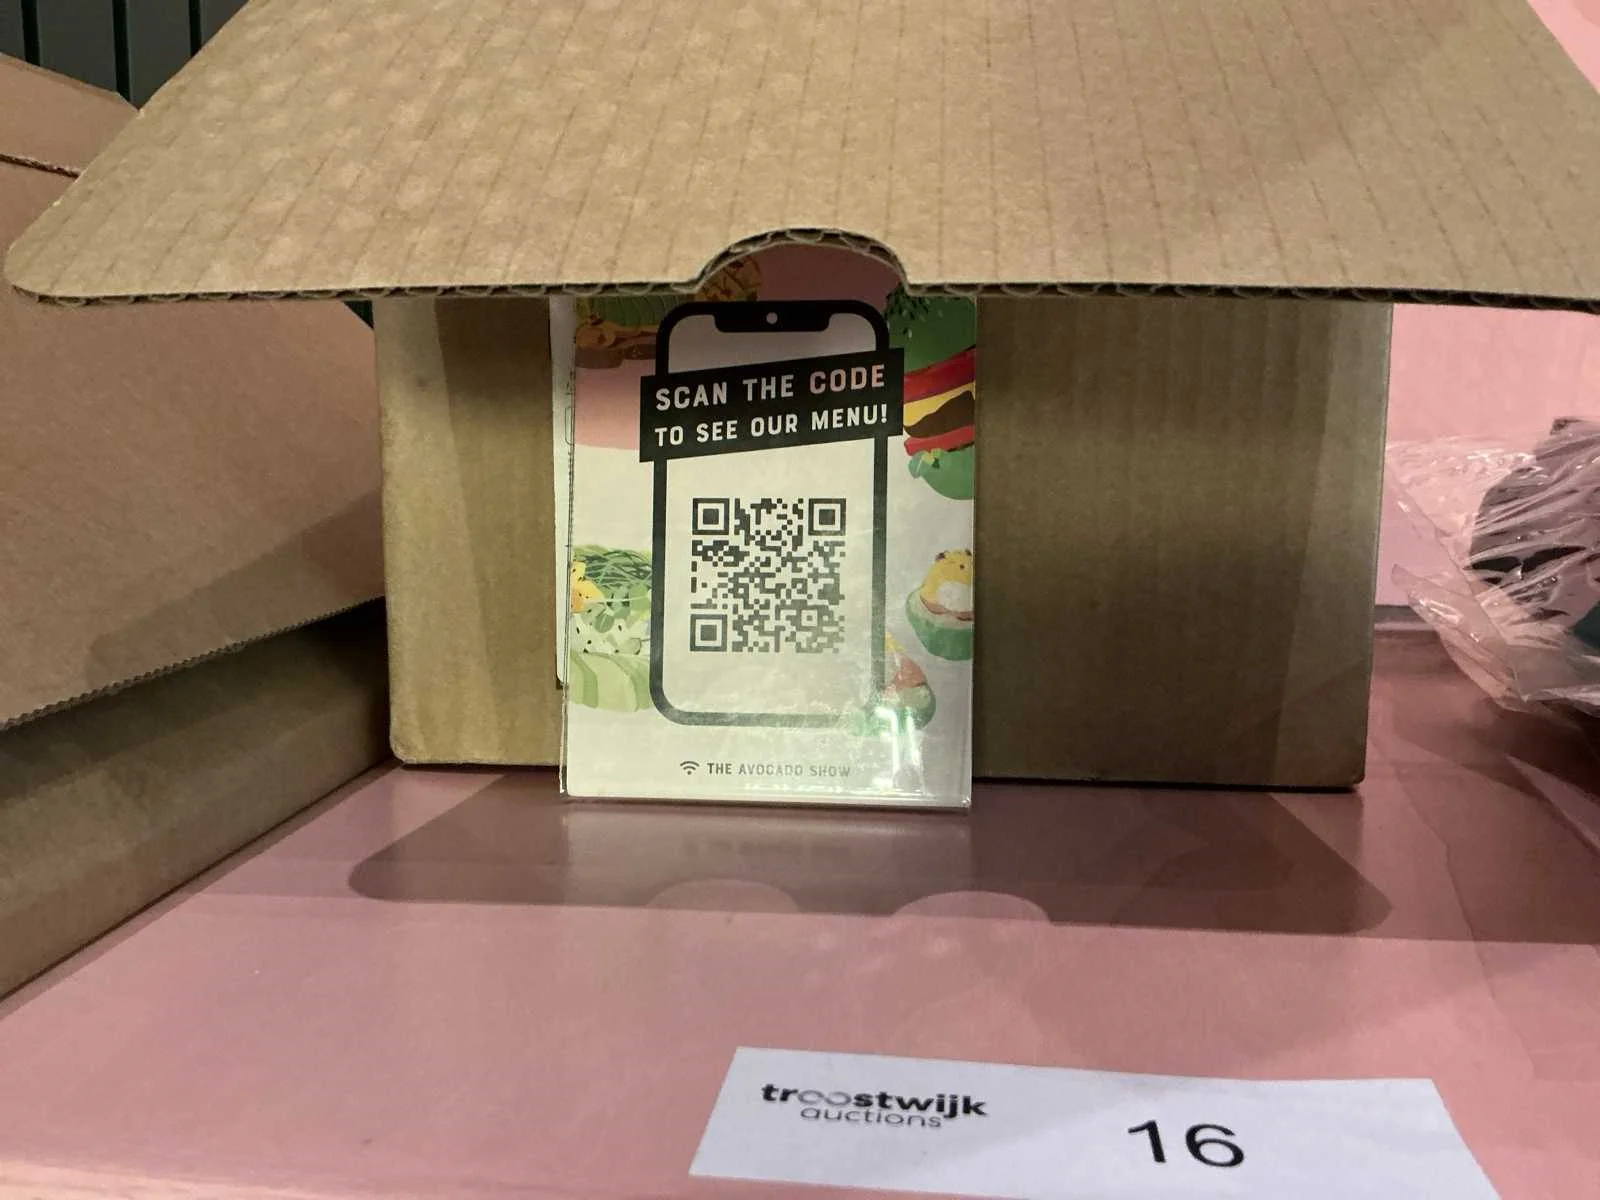 SCAN THE CODE
TO SEE OUR MENU!
THE AVOCADO SHOW
troostwijk
auctions
16